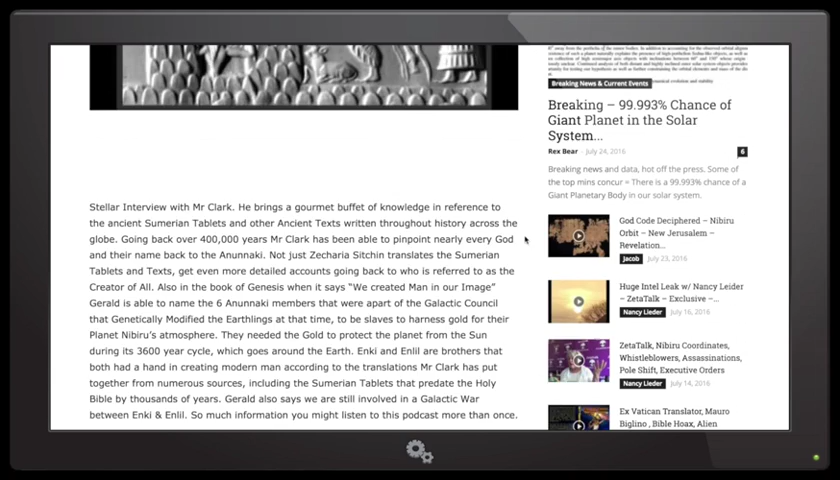 Stellar Interview with Mr Clark. He brings a gourmet buffet of knowledge in reference to
the ancient Sumerian Tablets and other Ancient Texts written throughout history across the
globe. Going back over 400,000 years Mr Clark has been able to pinpoint nearly every God
and their name back to the Anunnaki. Not just Zecharia Sitchin translates the Sumerian
Tablets and Texts, get even more detailed accounts going back to who is referred to as the
Creator of All. Also in the book of Genesis when it says “We created Man in our Image”
Gerald is able to name the 6 Anunnaki members that were apart of the Galactic Council
that Genetically Modified the Earthlings at that time, to be slaves to harness gold for their
Planet Nibiru’s atmosphere. They needed the Gold to protect the planet from the Sun
during its 3600 year cycle, which goes around the Earth. Enki and Enlil are brothers that
both had a hand in creating modern man according to the translations Mr Clark has put
together from numerous sources, including the Sumerian Tablets that predate the Holy
Bible by thousands of years. Gerald also says we are still involved in a Galactic War
between Enki & Enlil. So much information you might listen to this podcast more than once.
Breaking News & Current Events
Breaking – 99.993% Chance of
Giant Planet in the Solar
System...
Rex Bear - July 24, 2016
6
Breaking news and data, hot off the press. Some of
the top mins concur = There is a 99.993% chance of a
Giant Planetary Body in our solar system.
God Code Deciphered – Nibiru
Orbit – New Jerusalem –
Revelation...
Jacob July 23, 2016
Huge Intel Leak w/ Nancy Leider
– ZetaTalk – Exclusive –...
Nancy Lieder July 16, 2016
ZetaTalk, Nibiru Coordinates,
Whistleblowers, Assassinations,
Pole Shift, Executive Orders
Nancy Lieder July 14, 2016
Ex Vatican Translator, Mauro
Biglino , Bible Hoax, Alien